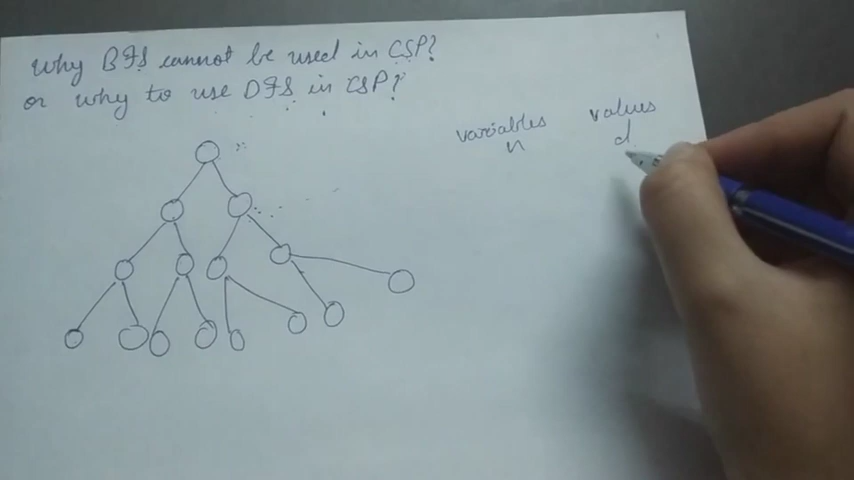 Why BFS cannot be used in CSP?
or why to use DFS in CSP?
variables values
n d